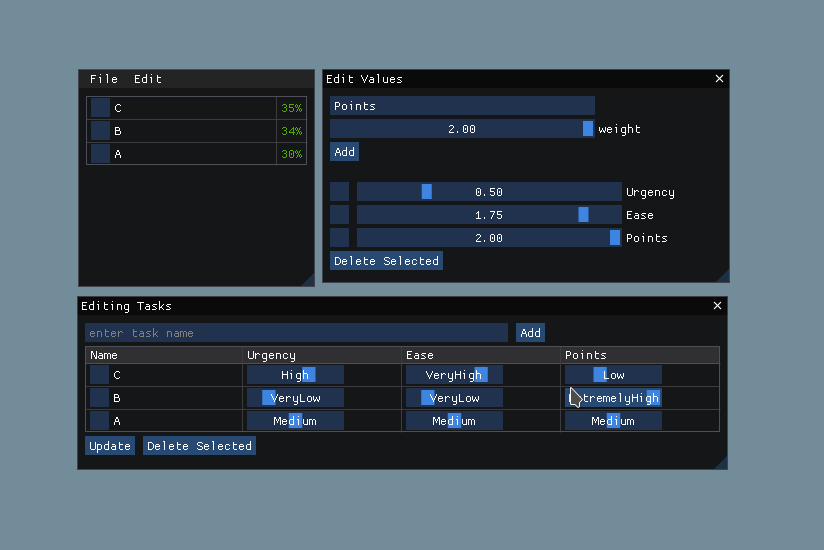 File Edit
C 35%
B 34%
A 30%
Edit Values
Points
2.00 weight
Add
0.50 Urgency
1.75 Ease
2.00 Points
Delete Selected
Editing Tasks
enter task name Add
Name Urgency Ease Points
C High VeryHigh Low
B VeryLow VeryLow tremelyHigh
A Medium Medium Medium
Update Delete Selected